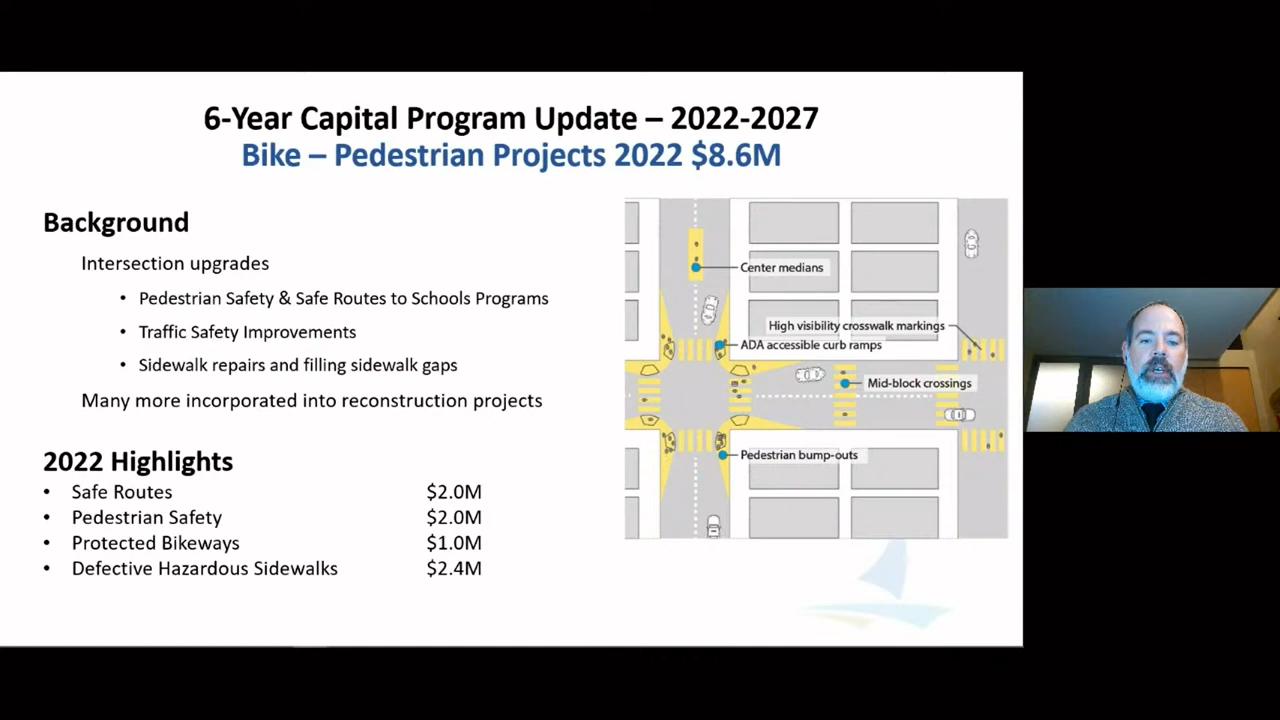 6-Year Capital Program Update – 2022-2027
Bike – Pedestrian Projects 2022 $8.6M
Background
Intersection upgrades
• Pedestrian Safety & Safe Routes to Schools Programs
• Traffic Safety Improvements
• Sidewalk repairs and filling sidewalk gaps
Many more incorporated into reconstruction projects
2022 Highlights
• Safe Routes $2.0M
• Pedestrian Safety $2.0M
• Protected Bikeways $1.0M
• Defective Hazardous Sidewalks $2.4M
Center medians
High visibility crosswalk markings
ADA accessible curb ramps
Mid-block crossings
Pedestrian bump-outs